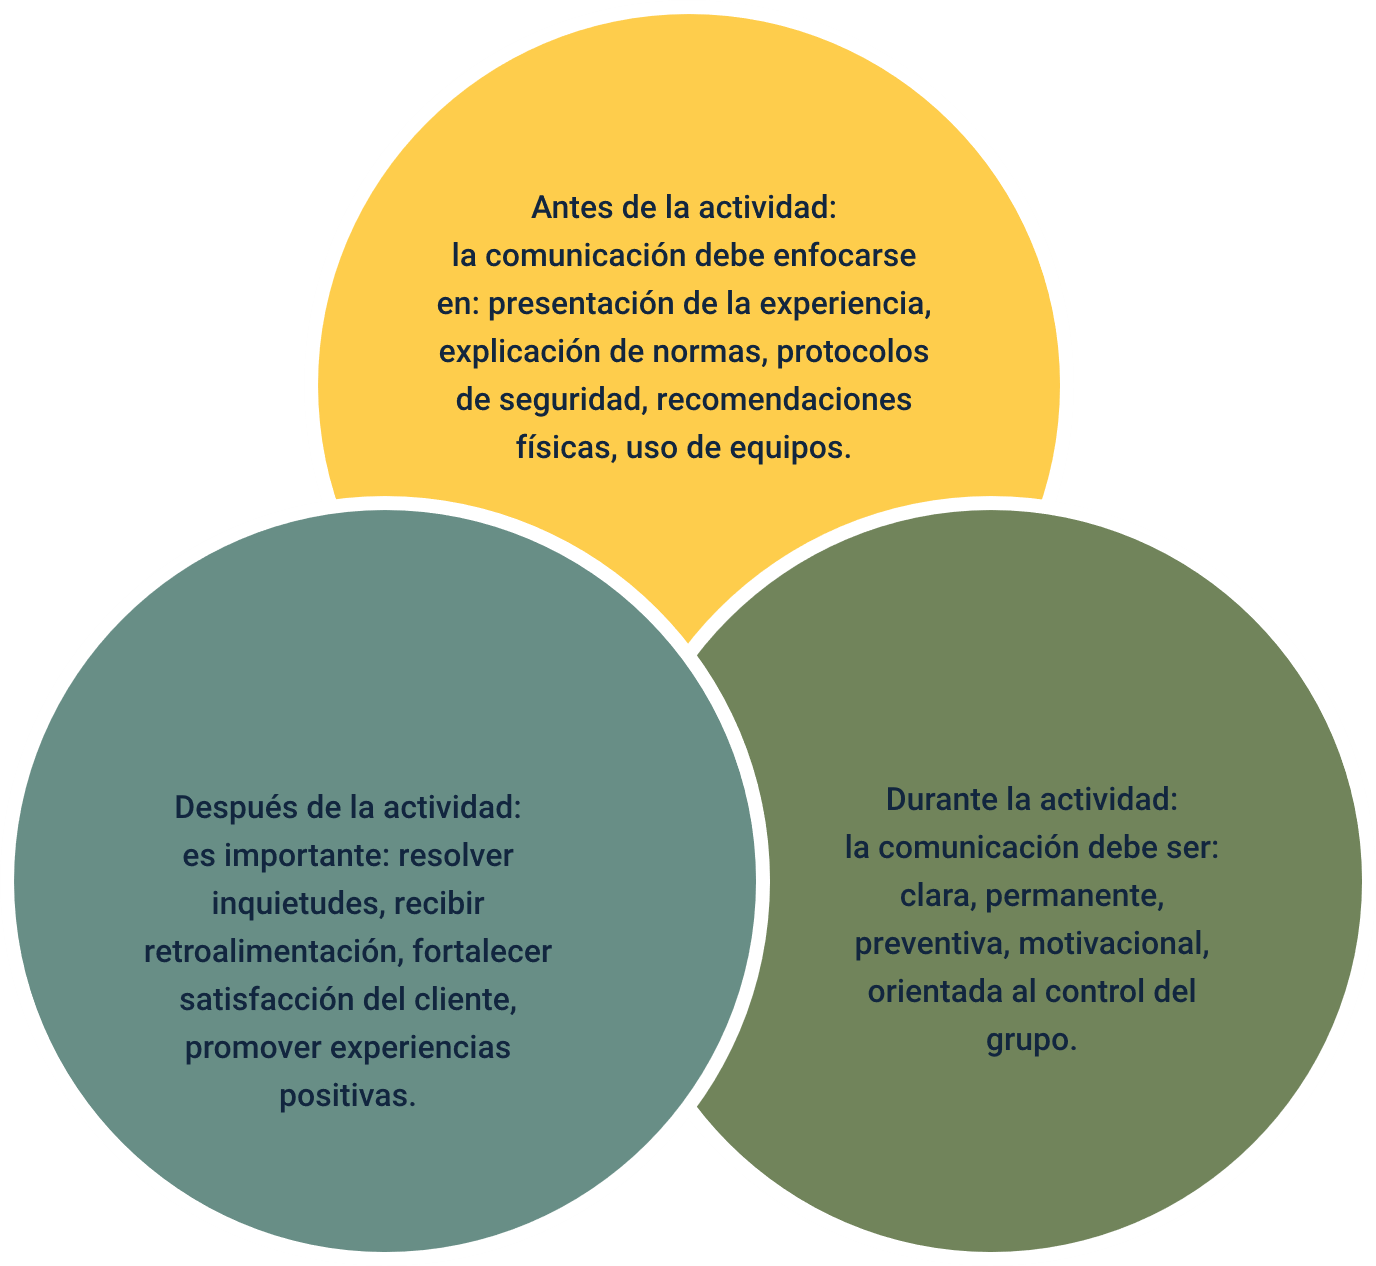 Antes de la actividad:
la comunicación debe enfocarse
en: presentación de la experiencia,
explicación de normas, protocolos
de seguridad, recomendaciones
físicas, uso de equipos.
Después de la actividad:
es importante: resolver
inquietudes, recibir
retroalimentación, fortalecer
satisfacción del cliente,
promover experiencias
positivas.
Durante la actividad:
la comunicación debe ser:
clara, permanente,
preventiva, motivacional,
orientada al control del
grupo.